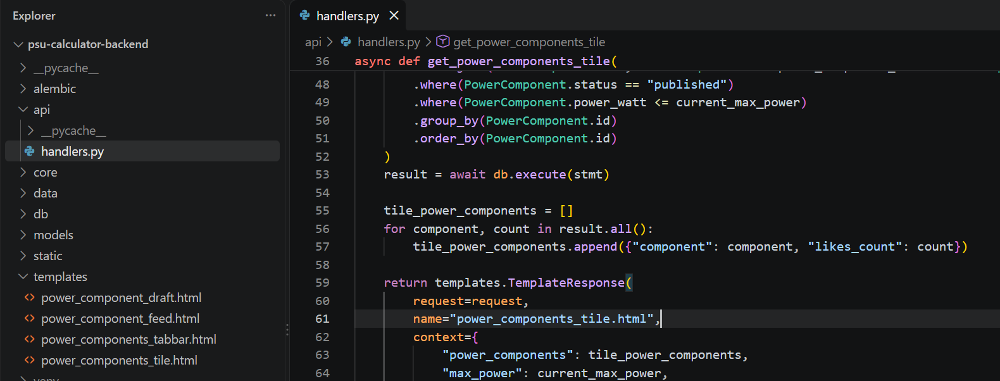 Explorer
psu-calculator-backend
__pycache__
alembic
api
__pycache__
handlers.py
core
data
db
models
static
templates
power_component_draft.html
power_component_feed.html
power_components_tabbar.html
power_components_tile.html
handlers.py
api > handlers.py > get_power_components_tile
36 async def get_power_components_tile(
48 .where(PowerComponent.status == "published")
49 .where(PowerComponent.power_watt <= current_max_power)
50 .group_by(PowerComponent.id)
51 .order_by(PowerComponent.id)
52 )
53 result = await db.execute(stmt)
54
55 tile_power_components = []
56 for component, count in result.all():
57 tile_power_components.append({"component": component, "likes_count": count})
58
59 return templates.TemplateResponse(
60 request=request,
61 name="power_components_tile.html",
62 context={
63 "power_components": tile_power_components,
64 "max_power": current_max_power,